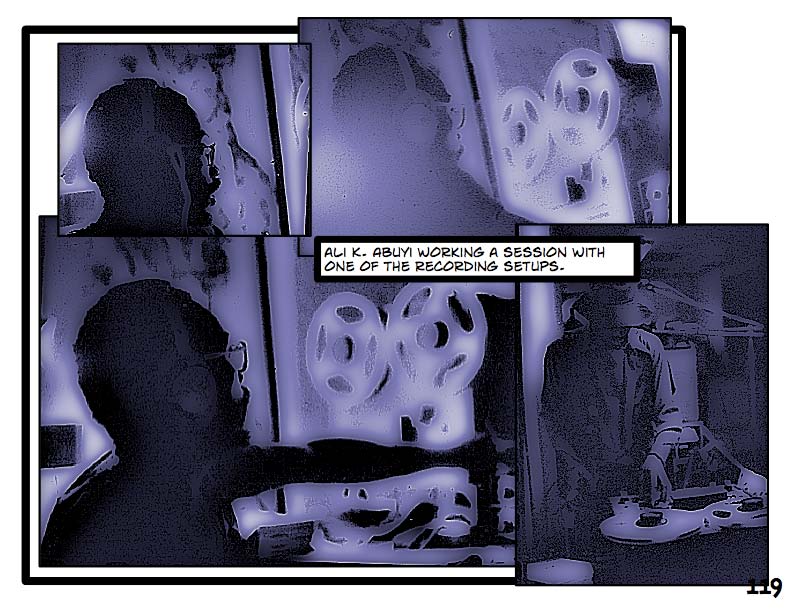 ALI K. ABUYI WORKING A SESSION WITH
ONE OF THE RECORDING SETUPS.
119